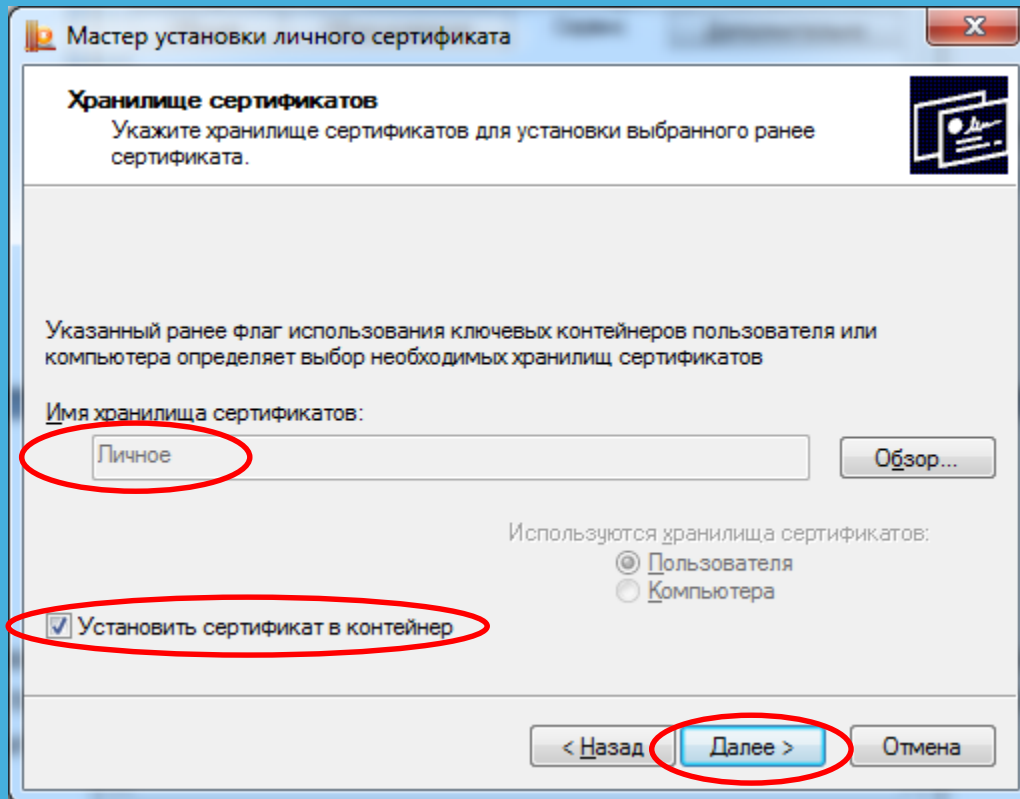 Мастер установки личного сертификата
Хранилище сертификатов
Укажите хранилище сертификатов для установки выбранного ранее
сертификата.
Указанный ранее флаг использования ключевых контейнеров пользователя или
компьютера определяет выбор необходимых хранилищ сертификатов
Имя хранилища сертификатов:
Личное
Обзор...
Используются хранилища сертификатов:
Пользователя
Компьютера
Установить сертификат в контейнер
< Назад
Далее >
Отмена